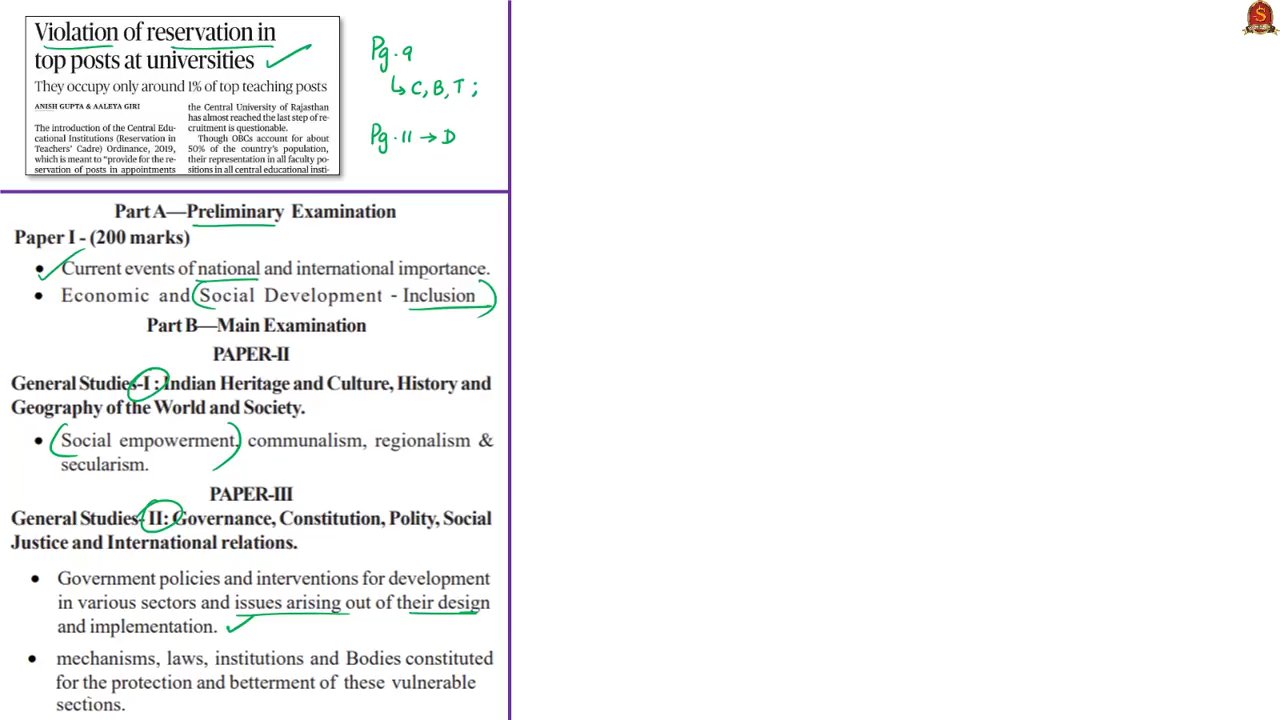 Violation of reservation in
top posts at universities
They occupy only around 1% of top teaching posts
ANISH GUPTA & AALEYA GIRI
The introduction of the Central Edu-
cational Institutions (Reservation in
Teachers' Cadre) Ordinance, 2019,
which is meant to "provide for the re-
servation of posts in appointments
the Central University of Rajasthan
has almost reached the last step of re-
cruitment is questionable.
Though OBCs account for about
50% of the country's population,
their representation in all faculty po-
sitions in all central educational insti-
Pg. 9
↳ C, B, T;
Pg. 11 → D
Part A—Preliminary Examination
Paper I - (200 marks)
• Current events of national and international importance.
• Economic and Social Development - Inclusion
Part B—Main Examination
PAPER-II
General Studies-I : Indian Heritage and Culture, History and
Geography of the World and Society.
• Social empowerment, communalism, regionalism &
secularism.
PAPER-III
General Studies- II: Governance, Constitution, Polity, Social
Justice and International relations.
• Government policies and interventions for development
in various sectors and issues arising out of their design
and implementation.
• mechanisms, laws, institutions and Bodies constituted
for the protection and betterment of these vulnerable
sections.